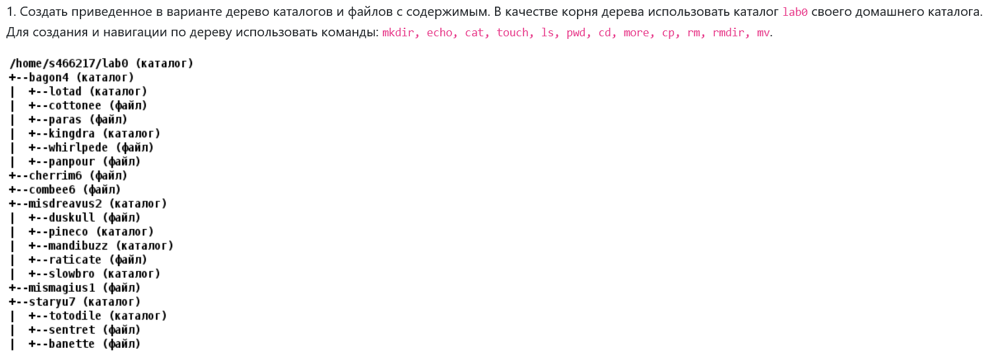 1. Создать приведенное в варианте дерево каталогов и файлов с содержимым. В качестве корня дерева использовать каталог lab0 своего домашнего каталога.
Для создания и навигации по дереву использовать команды: mkdir, echo, cat, touch, ls, pwd, cd, more, cp, rm, rmdir, mv.
/home/s466217/lab0 (каталог)
+--bagon4 (каталог)
|  +--lotad (каталог)
|  +--cottonee (файл)
|  +--paras (файл)
|  +--kingdra (каталог)
|  +--whirlpede (файл)
|  +--panpour (файл)
+--cherrim6 (файл)
+--combee6 (файл)
+--misdreavus2 (каталог)
|  +--duskull (файл)
|  +--pineco (каталог)
|  +--mandibuzz (каталог)
|  +--raticate (файл)
|  +--slowbro (каталог)
+--mismagius1 (файл)
+--staryu7 (каталог)
|  +--totodile (каталог)
|  +--sentret (файл)
|  +--banette (файл)